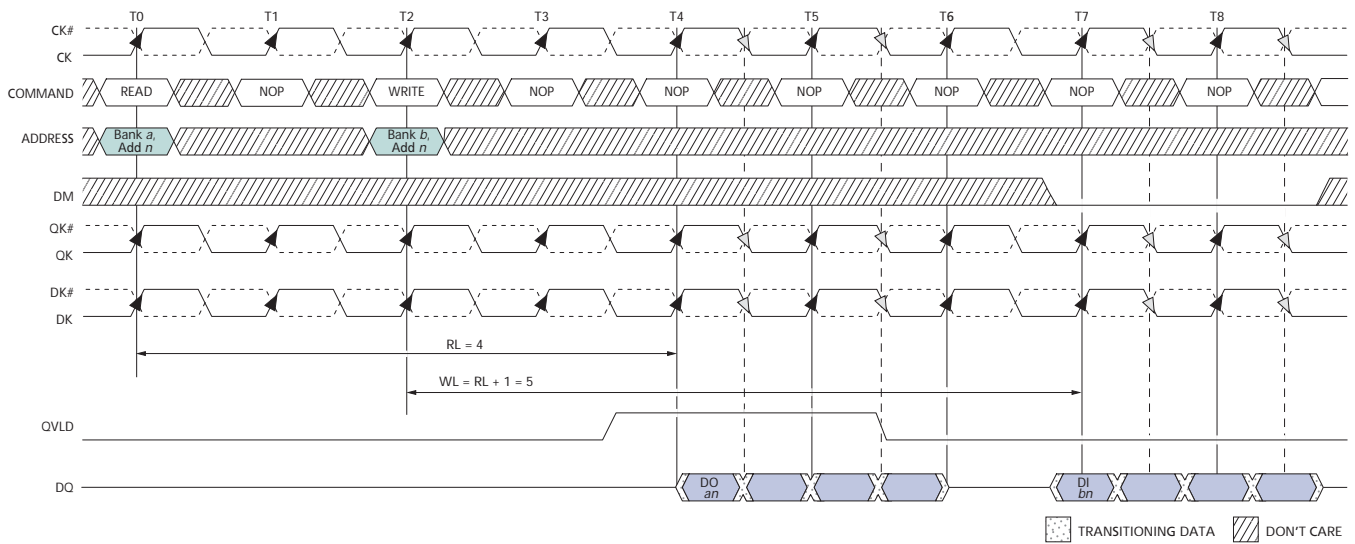 T0 T1 T2 T3 T4 T5 T6 T7 T8
CK#
CK
COMMAND READ NOP WRITE NOP NOP NOP NOP NOP NOP
ADDRESS Bank a, Add n Bank b, Add n
DM
QK#
QK
DK#
DK
RL = 4
WL = RL + 1 = 5
QVLD
DQ DO an DI bn
TRANSITIONING DATA DON'T CARE